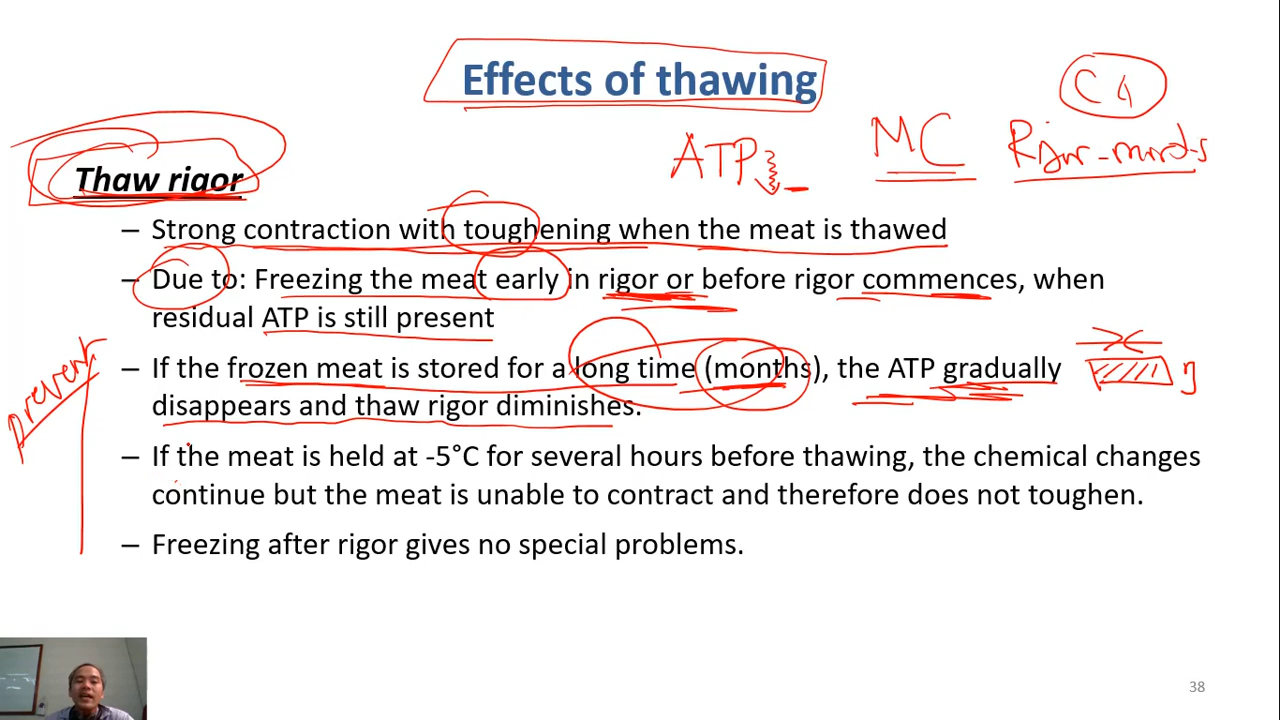 Effects of thawing
C4
ATP
MC
Thaw rigor
– Strong contraction with toughening when the meat is thawed
– Due to: Freezing the meat early in rigor or before rigor commences, when
residual ATP is still present
– If the frozen meat is stored for a long time (months), the ATP gradually
disappears and thaw rigor diminishes.
prevent
– If the meat is held at -5°C for several hours before thawing, the chemical changes
continue but the meat is unable to contract and therefore does not toughen.
– Freezing after rigor gives no special problems.
38